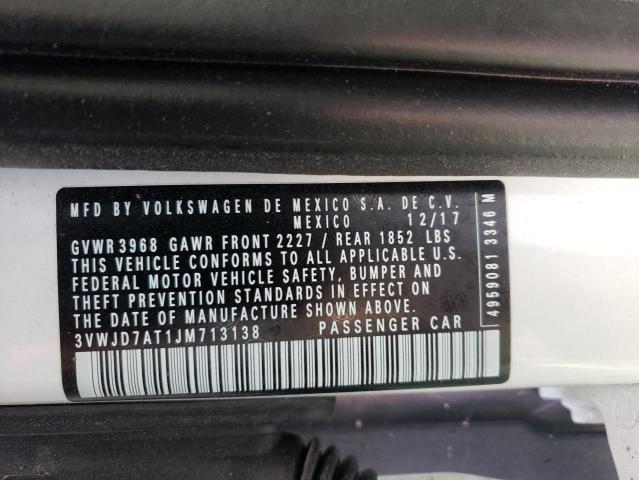 MFD BY VOLKSWAGEN DE MEXICO S.A. DE C.V.
MEXICO 12/17
GVWR 3968 GAWR FRONT 2227 / REAR 1852 LBS
THIS VEHICLE CONFORMS TO ALL APPLICABLE U.S.
FEDERAL MOTOR VEHICLE SAFETY, BUMPER AND
THEFT PREVENTION STANDARDS IN EFFECT ON
THE DATE OF MANUFACTURE SHOWN ABOVE.
3VWJD7AT1JM713138 PASSENGER CAR
4959081 3346 M